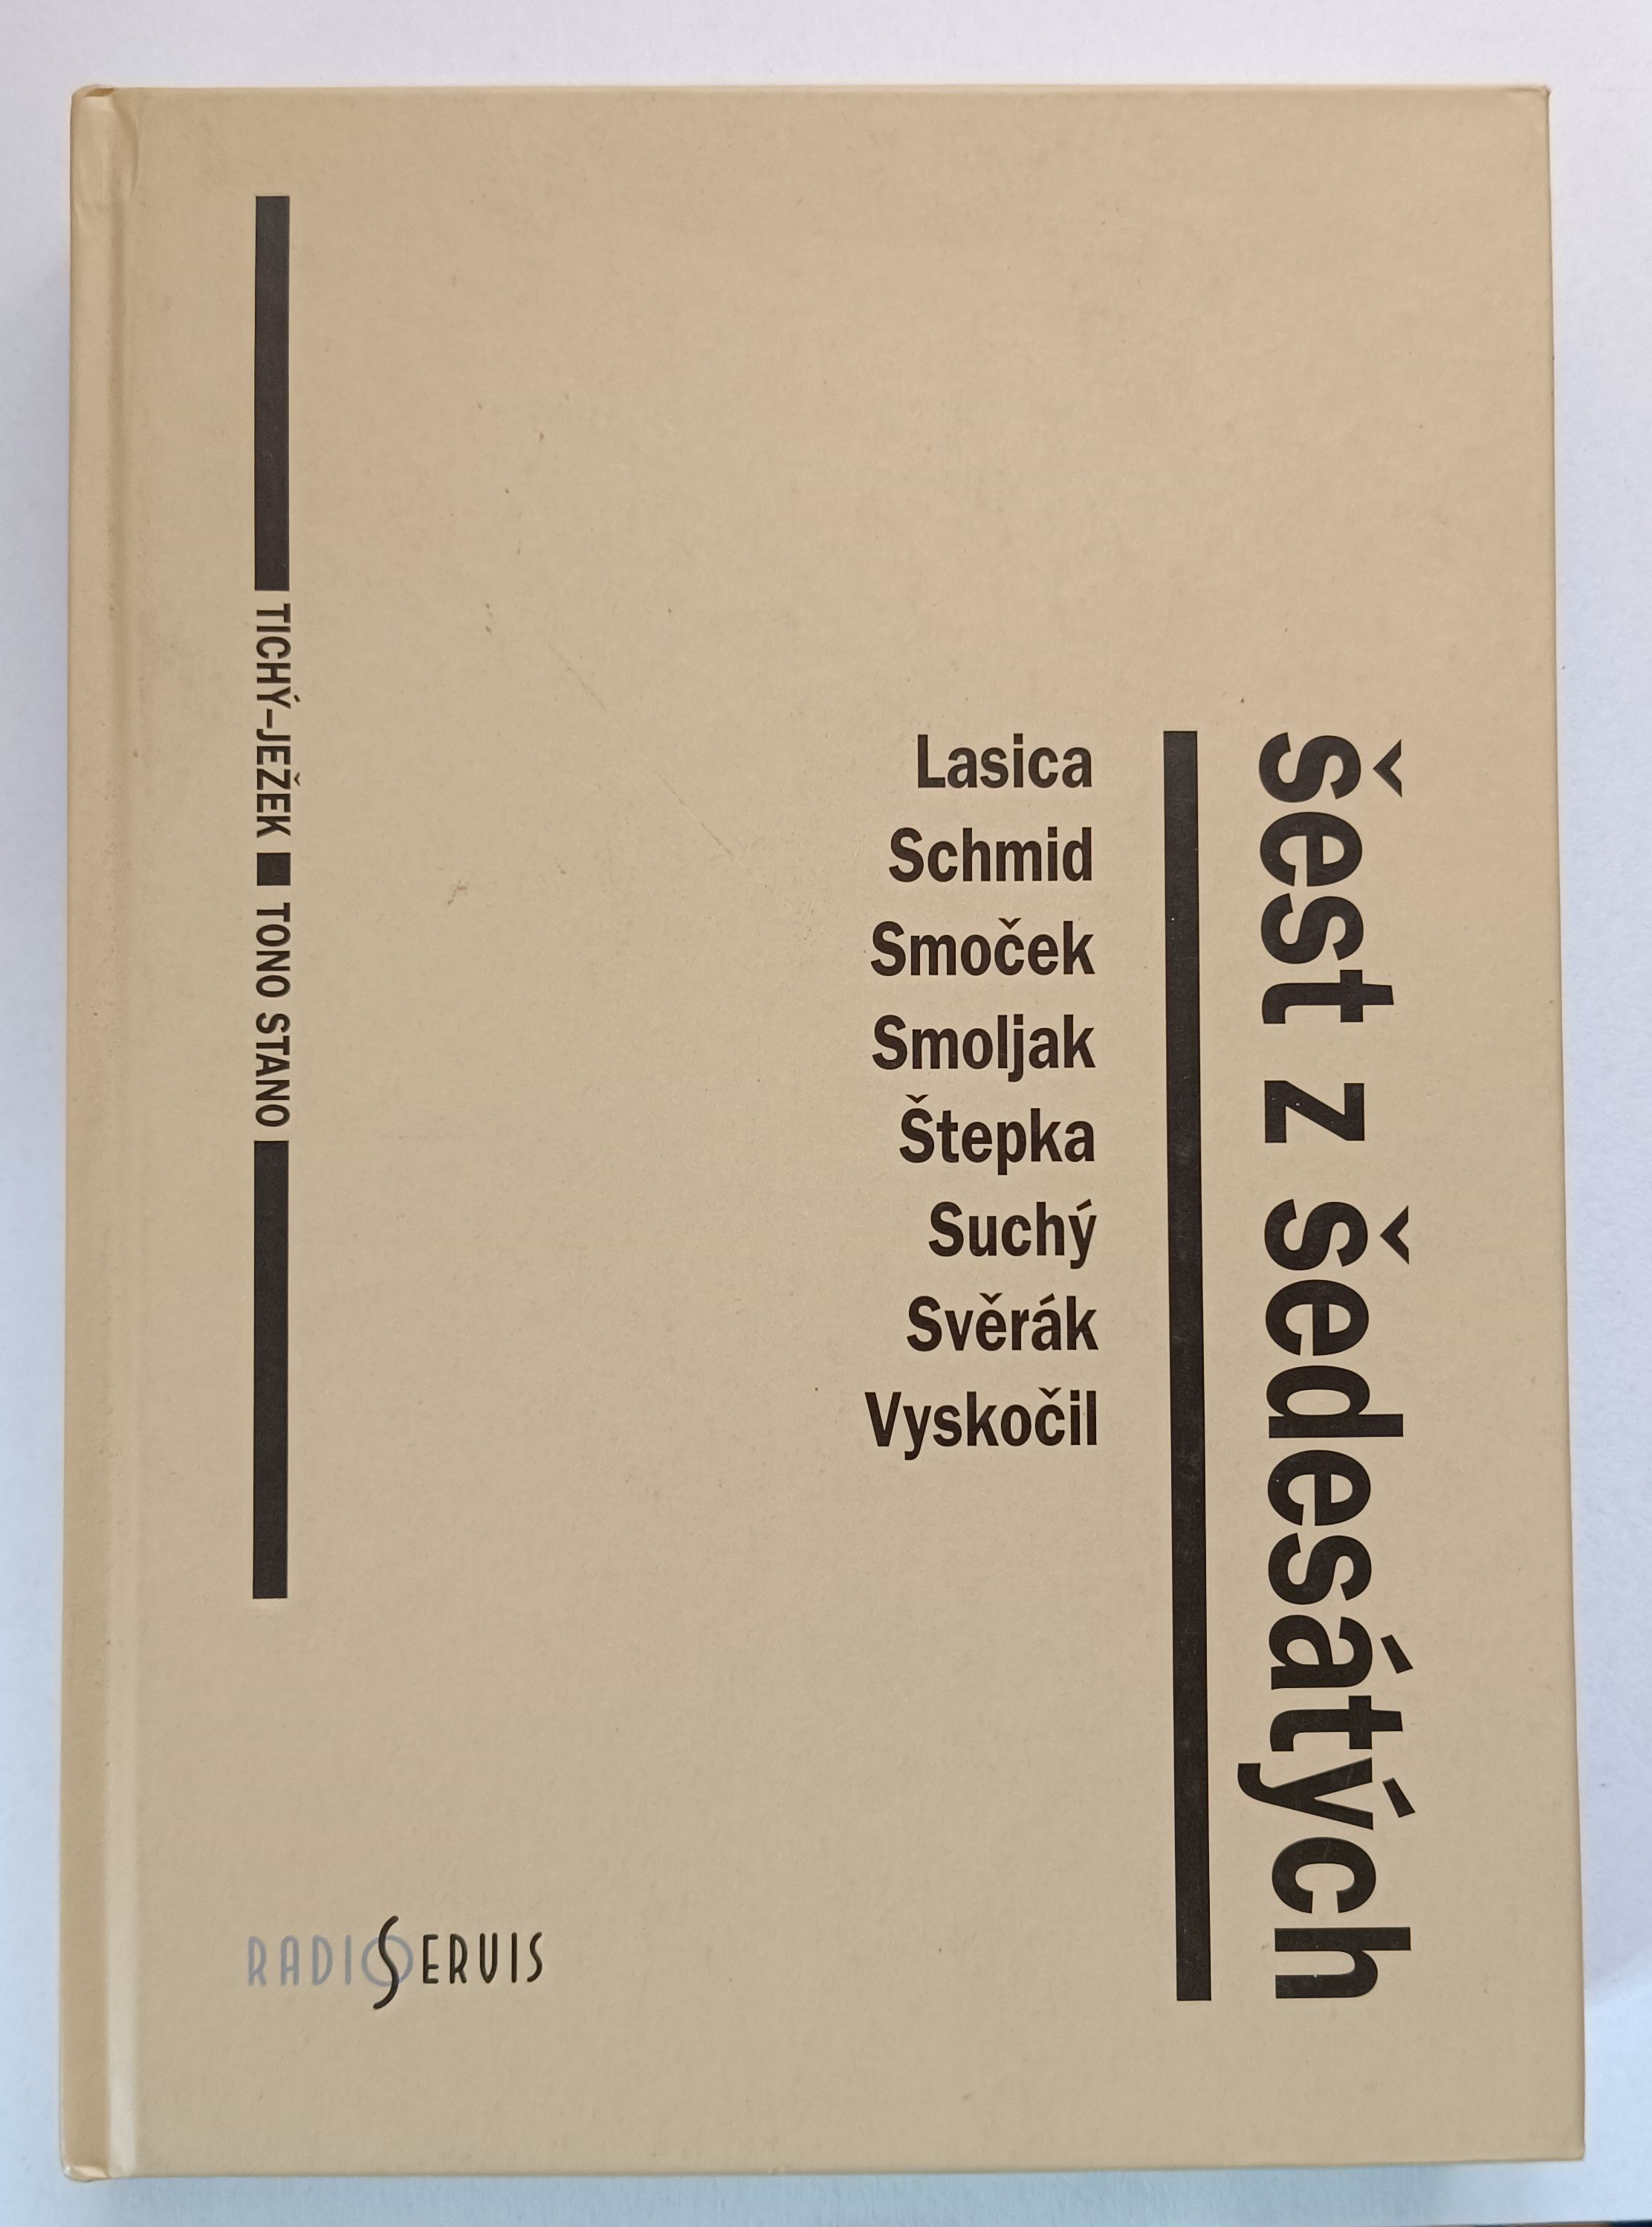 šest z šedesátých
Lasica
Schmid
Smoček
Smoljak
Štepka
Suchý
Svěrák
Vyskočil
TICHÝ–JEŽEK ■ TONO STANO
RADIOSERVIS